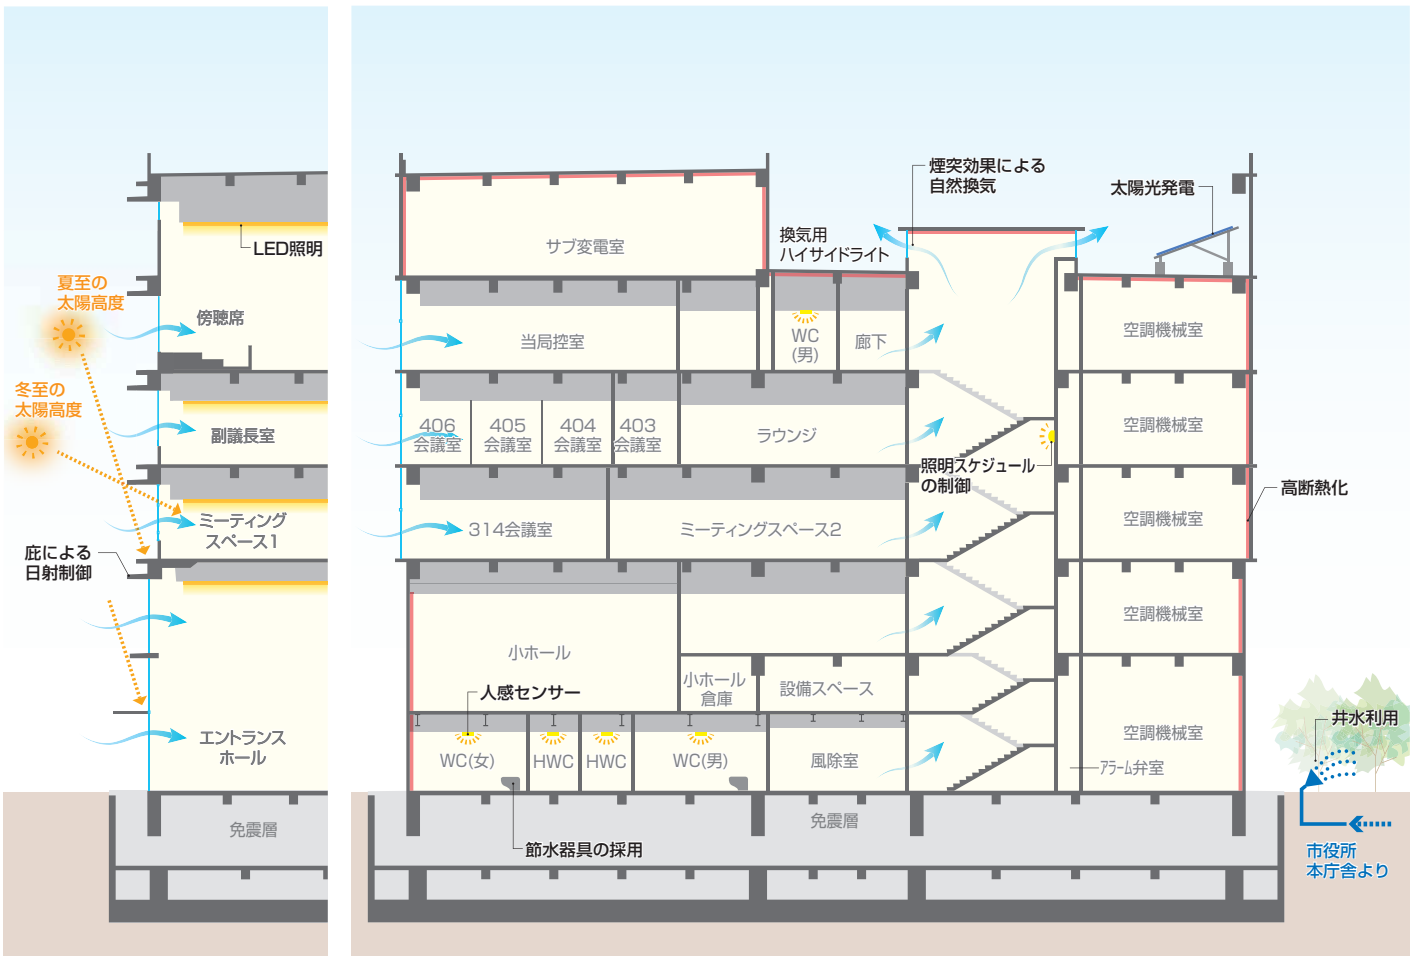 LED照明
夏至の
太陽高度
傍聴席
冬至の
太陽高度
副議長室
ミーティング
スペース1
庇による
日射制御
エントランス
ホール
免震層
煙突効果による
自然換気
太陽光発電
サブ変電室
換気用
ハイサイドライト
当局控室
WC
(男)
廊下
空調機械室
406
会議室
405
会議室
404
会議室
403
会議室
ラウンジ
空調機械室
照明スケジュール
の制御
高断熱化
314会議室
ミーティングスペース2
空調機械室
小ホール
空調機械室
小ホール
倉庫
設備スペース
人感センサー
WC(女)
HWC
HWC
WC(男)
風除室
空調機械室
アラーム弁室
井水利用
免震層
節水器具の採用
市役所
本庁舎より